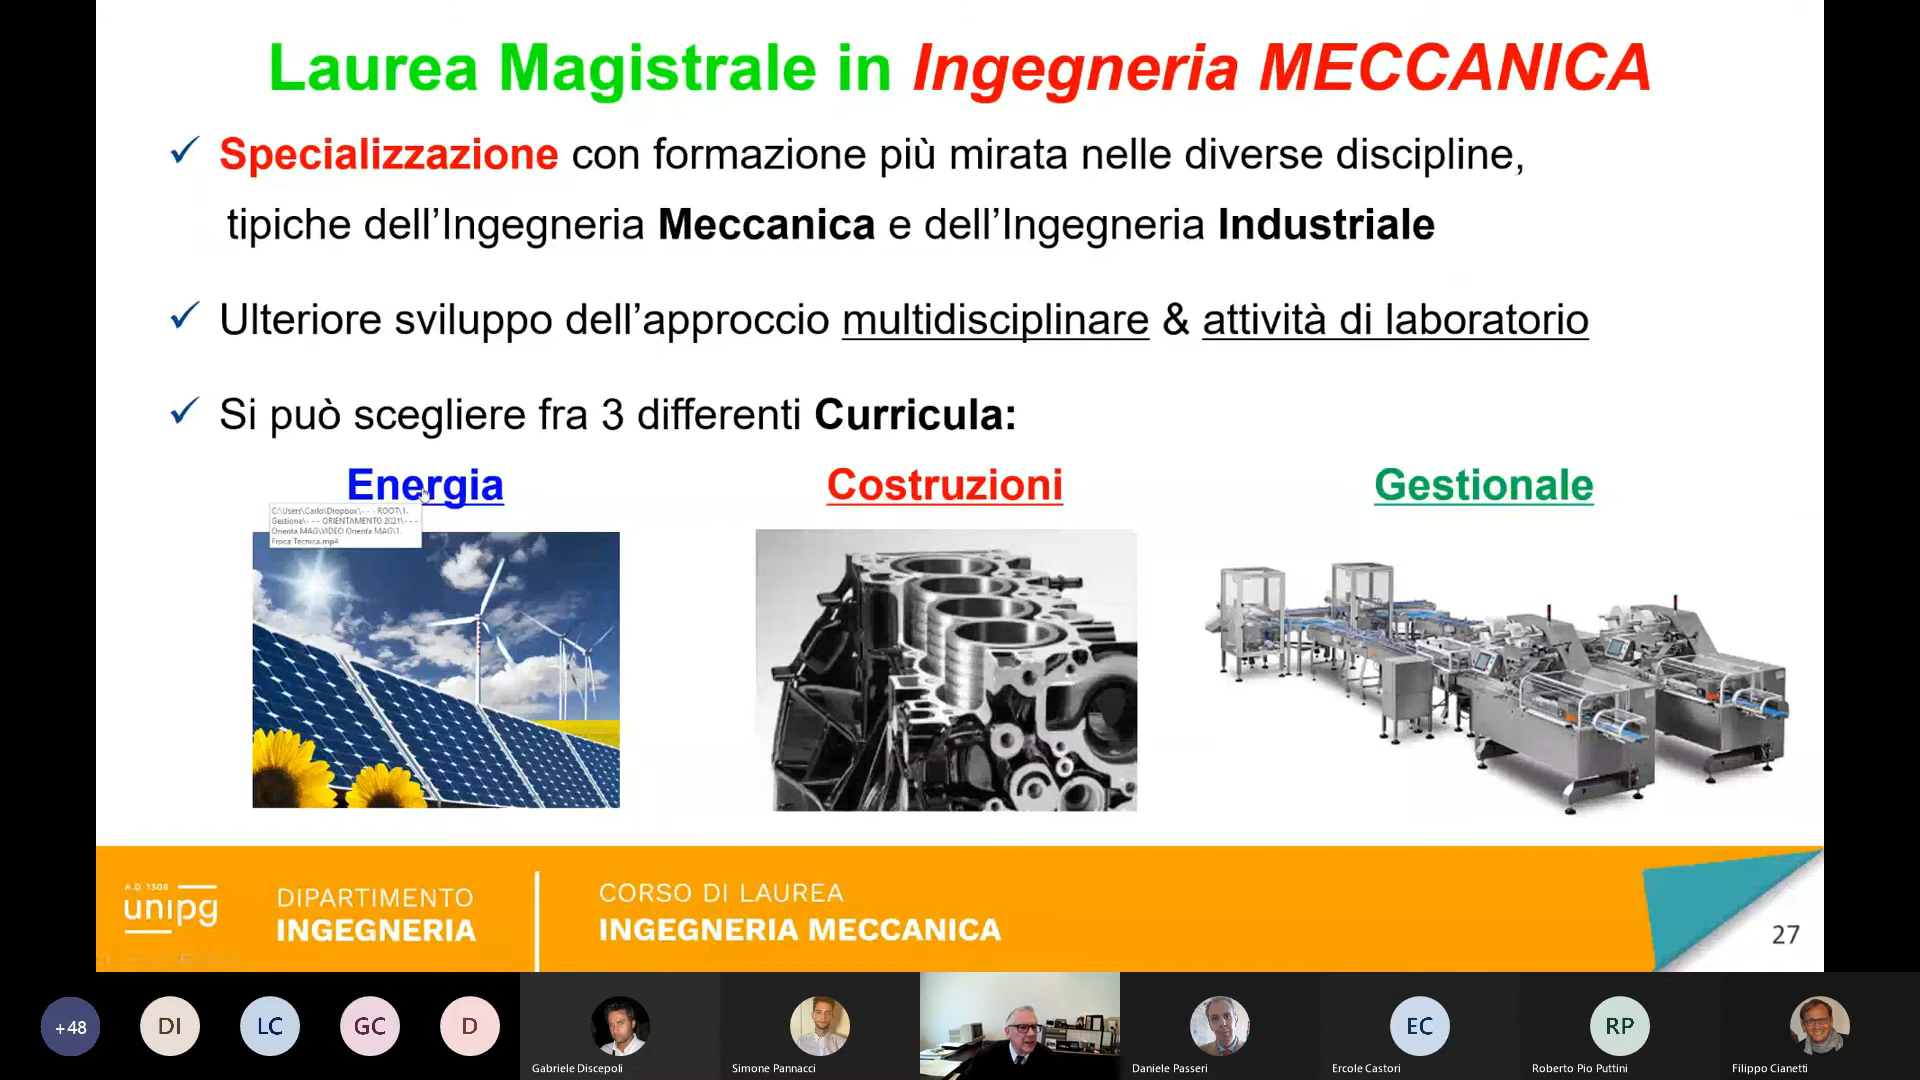 Laurea Magistrale in Ingegneria MECCANICA
✓ Specializzazione con formazione più mirata nelle diverse discipline,
tipiche dell’Ingegneria Meccanica e dell’Ingegneria Industriale
✓ Ulteriore sviluppo dell’approccio multidisciplinare & attività di laboratorio
✓ Si può scegliere fra 3 differenti Curricula:
Energia
Costruzioni
Gestionale
C:\Users\Carlo\Dropbox\- - - ROOT\1.
Gestione\- - - ORIENTAMENTO 2021\- - -
Orienta MAG\VIDEO Orienta MAG\1.
Fisica Tecnica.mp4
A.D. 1308
unipg
DIPARTIMENTO
INGEGNERIA
CORSO DI LAUREA
INGEGNERIA MECCANICA
27
+48
DI
LC
GC
D
EC
RP
Gabriele Discepoli
Simone Pannacci
Daniele Passeri
Ercole Castori
Roberto Pio Puttini
Filippo Cianetti